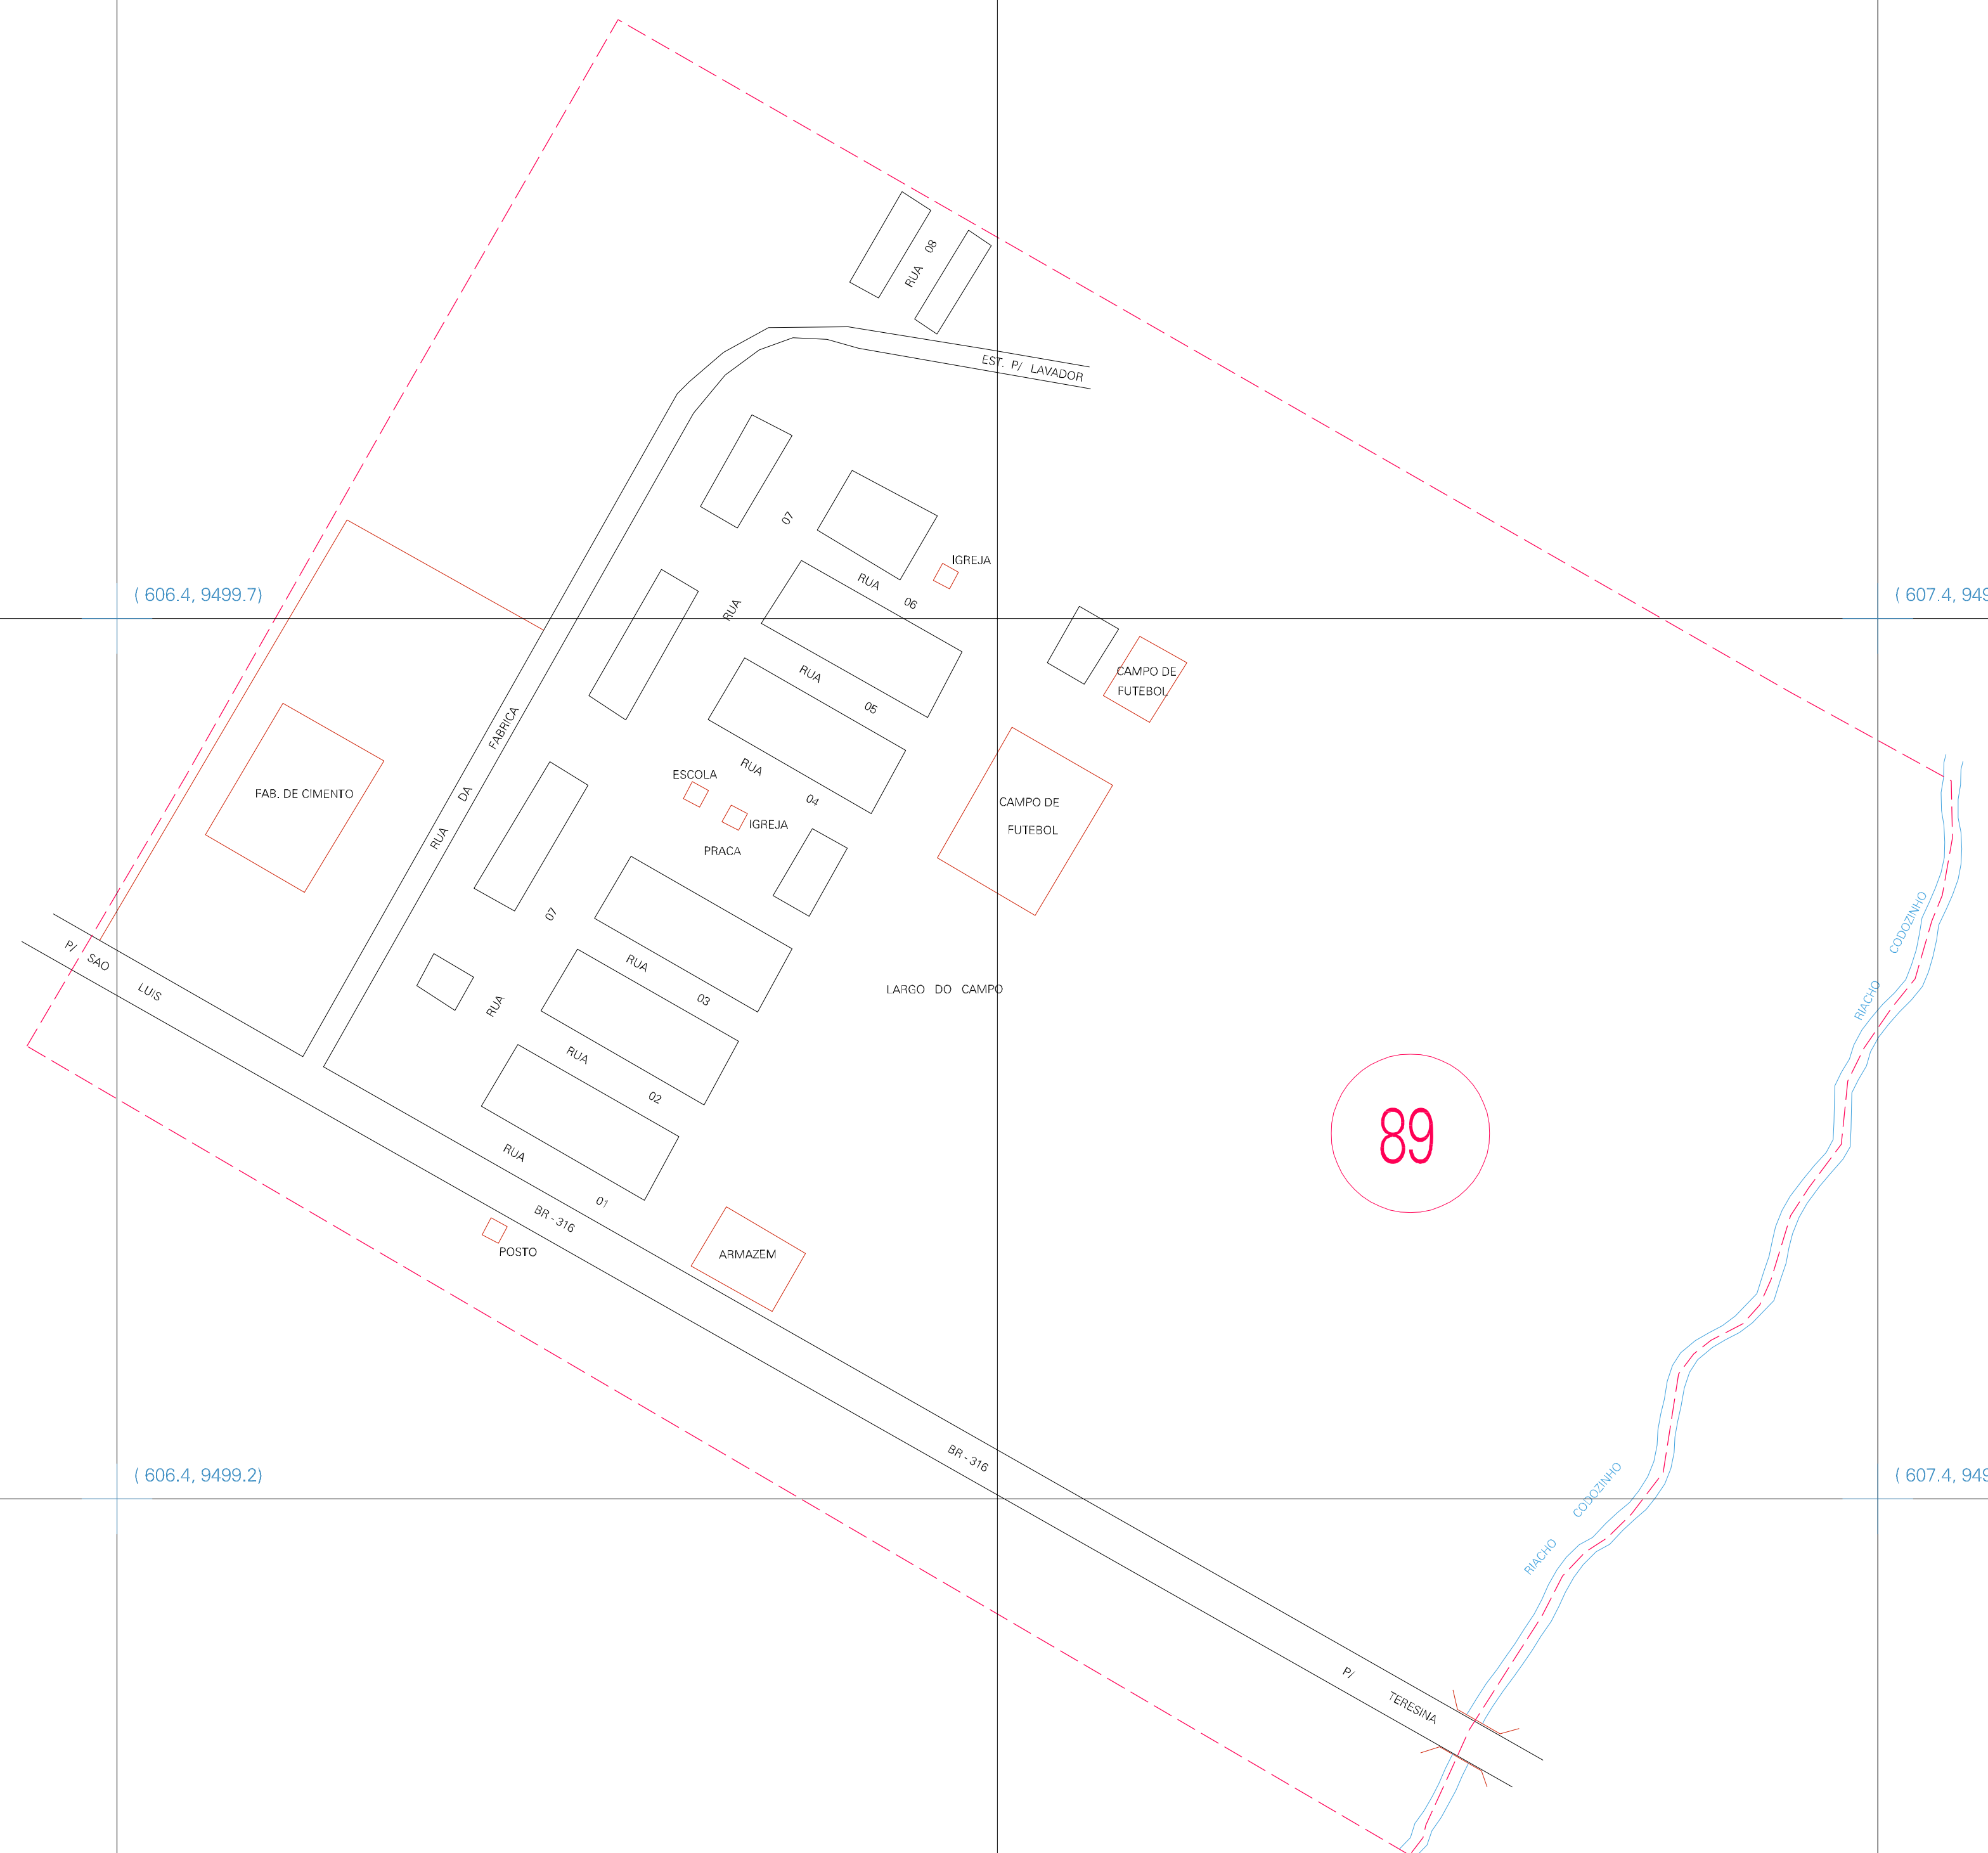 RUA 08
EST. P/ LAVADOR
07
IGREJA
RUA 06
( 606.4, 9499.7)
( 607.4, 949
RUA
RUA 05
CAMPO DE
FUTEBOL
RUA DA FABRICA
ESCOLA
RUA 04
FAB. DE CIMENTO
CAMPO DE
FUTEBOL
IGREJA
PRACA
07
RUA
RUA 03
P/ SAO LUIS
LARGO DO CAMPO
RIACHO CODOZINHO
RUA 02
89
RUA 01
BR - 316
POSTO
ARMAZEM
BR - 316
( 606.4, 9499.2)
( 607.4, 949
RIACHO CODOZINHO
P/ TERESINA